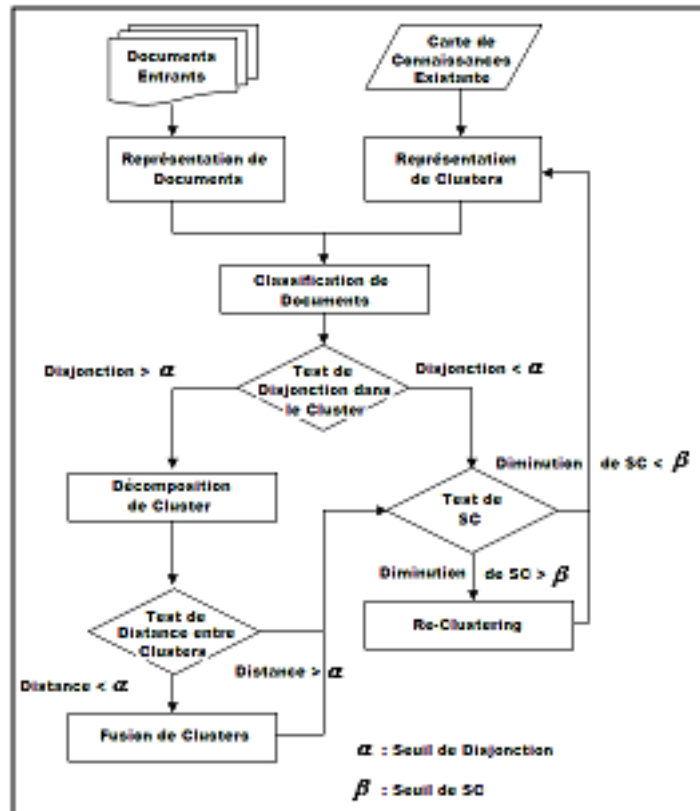 Documents
Entrants
Carte de
Connaissances
Existante
Représentation de
Documents
Représentation
de Clusters
Classification de
Documents
Disjonction > α
Test de
Disjonction dans
le Cluster
Disjonction < α
Décomposition
de Cluster
Diminution de SC < β
Test de
SC
Diminution de SC > β
Test de
Distance entre
Clusters
Re-Clustering
Distance > α
Distance < α
Fusion de Clusters
α : Seuil de Disjonction
β : Seuil de SC